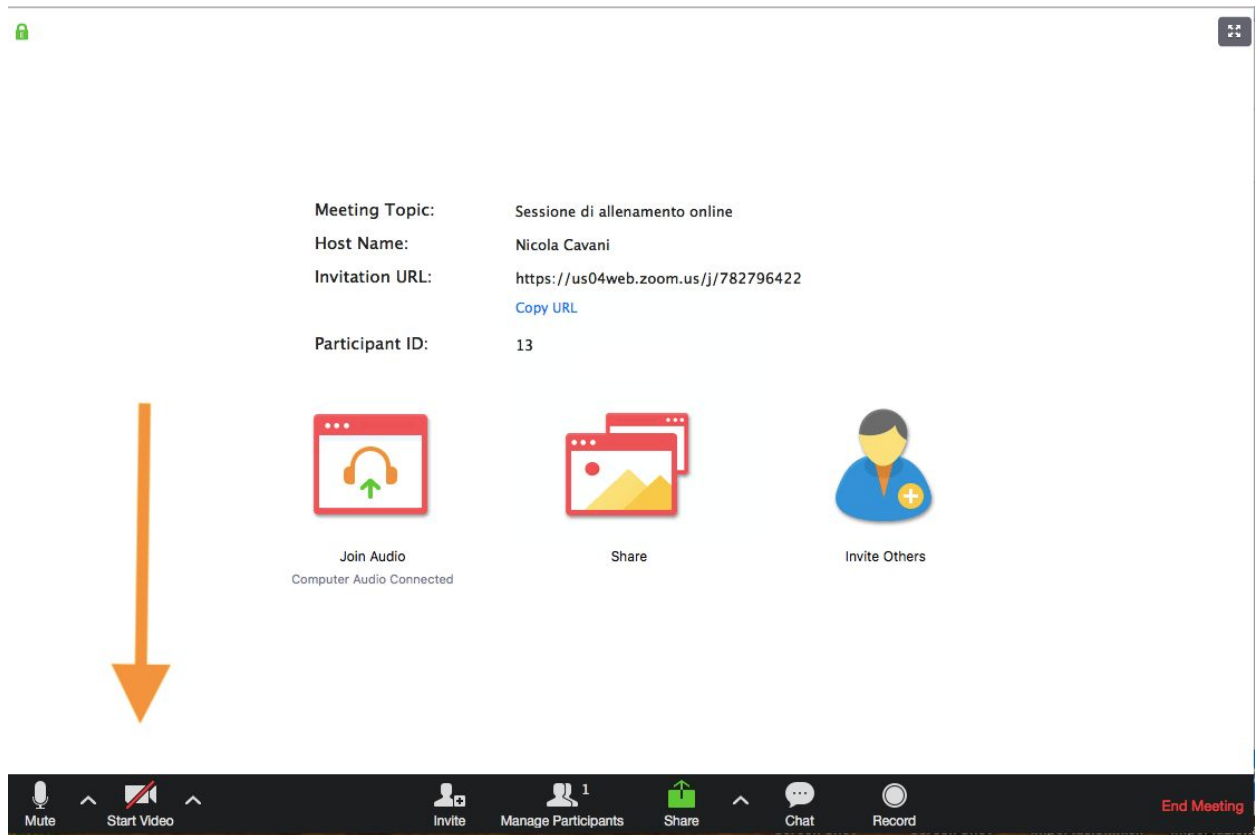 Meeting Topic: Sessione di allenamento online
Host Name: Nicola Cavani
Invitation URL: https://us04web.zoom.us/j/782796422
Copy URL
Participant ID: 13
Join Audio Share Invite Others
Computer Audio Connected
1
Mute Start Video Invite Manage Participants Share Chat Record End Meeting